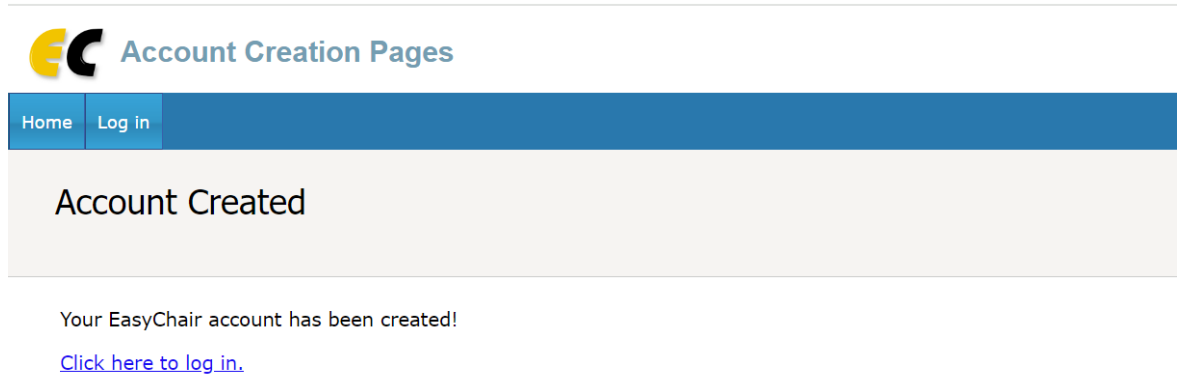 EC Account Creation Pages
Home Log in
Account Created
Your EasyChair account has been created!
Click here to log in.